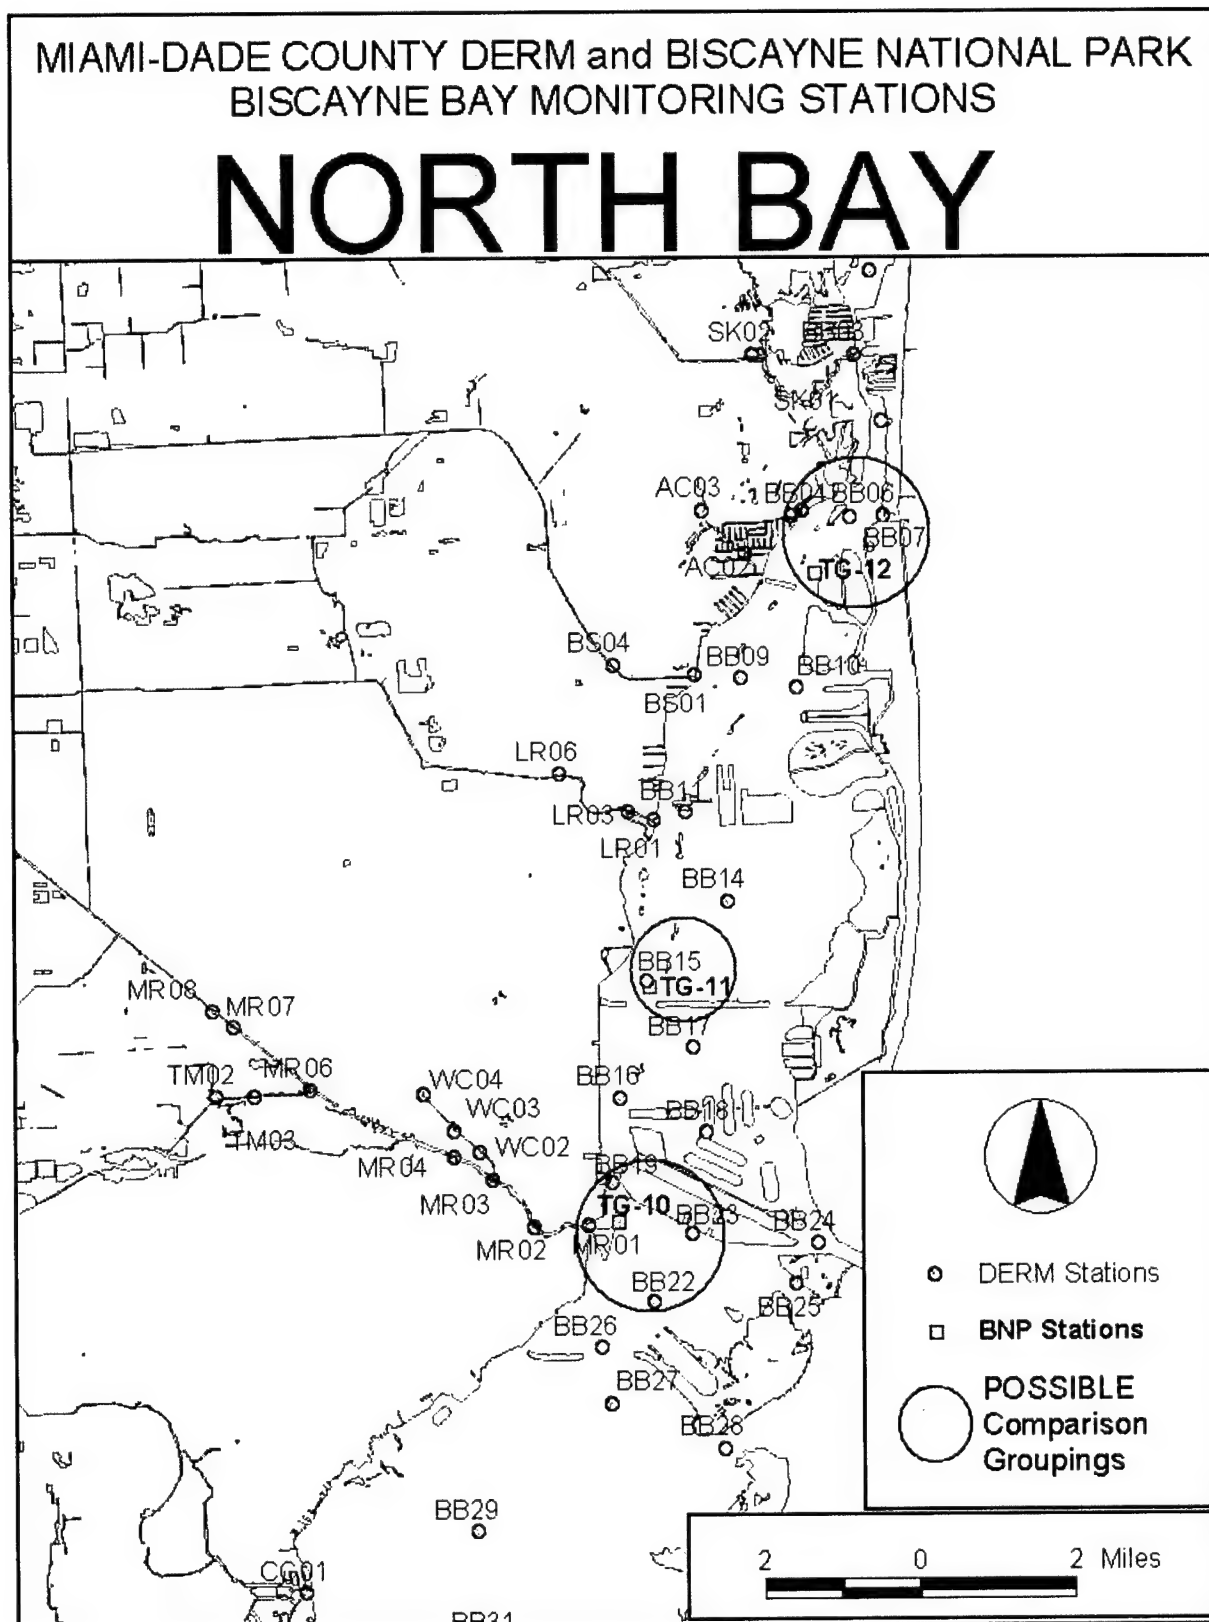 MIAMI-DADE COUNTY DERM and BISCAYNE NATIONAL PARK
BISCAYNE BAY MONITORING STATIONS
NORTH BAY
SK02
SK01
AC03
BB04
BB06
BB07
AC02
TG-12
BS04
BB09
BB10
BS01
LR06
LR03
LR01
BB14
BB15
TG-11
MR08
MR07
BB17
TM02
MR06
WC04
BB16
WC03
BB18
TM03
MR04
WC02
BB19
MR03
TG-10
BB23
BB24
MR02
MR01
BB22
BB25
BB26
BB27
BB28
BB29
CG01
BB31
DERM Stations
BNP Stations
POSSIBLE
Comparison
Groupings
2 0 2 Miles